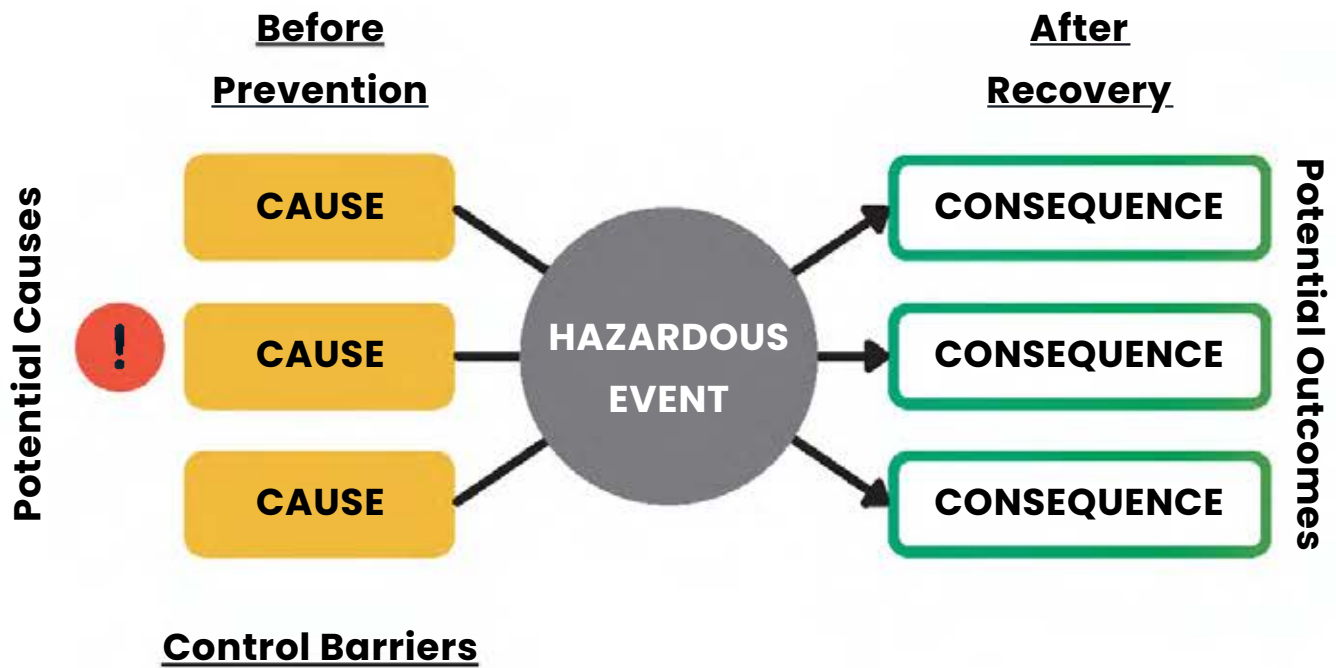 Before
Prevention
After
Recovery
Potential Causes
CAUSE
CAUSE
CAUSE
!
HAZARDOUS
EVENT
CONSEQUENCE
CONSEQUENCE
CONSEQUENCE
Potential Outcomes
Control Barriers